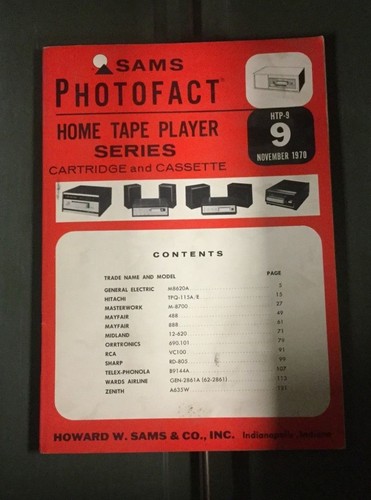 SAMS
PHOTOFACT®
HOME TAPE PLAYER
SERIES
CARTRIDGE and CASSETTE
HTP-9
9
NOVEMBER 1970
CONTENTS
TRADE NAME AND MODEL PAGE
GENERAL ELECTRIC M8620A 3
HITACHI TPQ-115A,R 15
MASTERWORK M-8700 27
MAYFAIR 488 49
MAYFAIR 888 61
MIDLAND 12-620 71
ORRTRONICS 690,101 79
RCA VC100 91
SHARP RD-805 99
TELEX-PHONOLA B9144A 107
WARDS AIRLINE GEN-2861A (62-2861) 113
ZENITH A635W 121
HOWARD W. SAMS & CO., INC. Indianapolis, Indiana